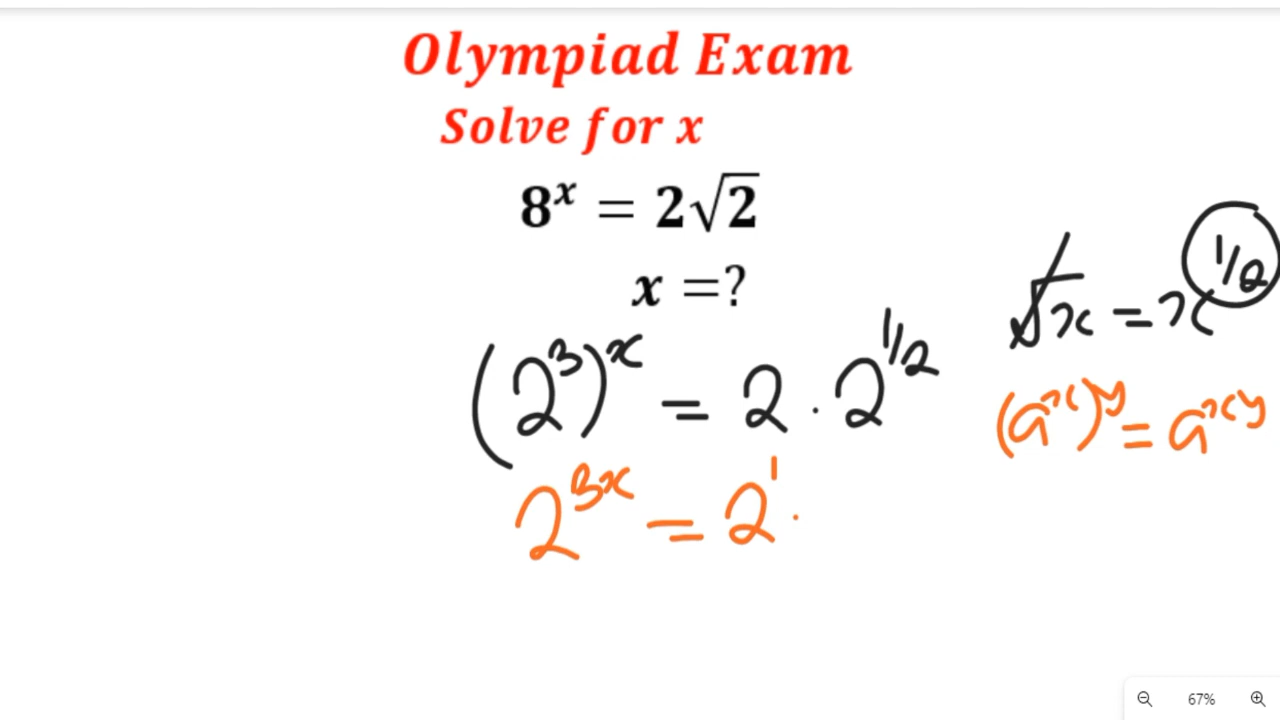 Olympiad Exam
Solve for x
8^x = 2√2
x =?
(2^3)^x = 2 . 2^1/2
2^3x = 2^1 .
√x = x^1/2
(a^x)^y = a^xy
67%